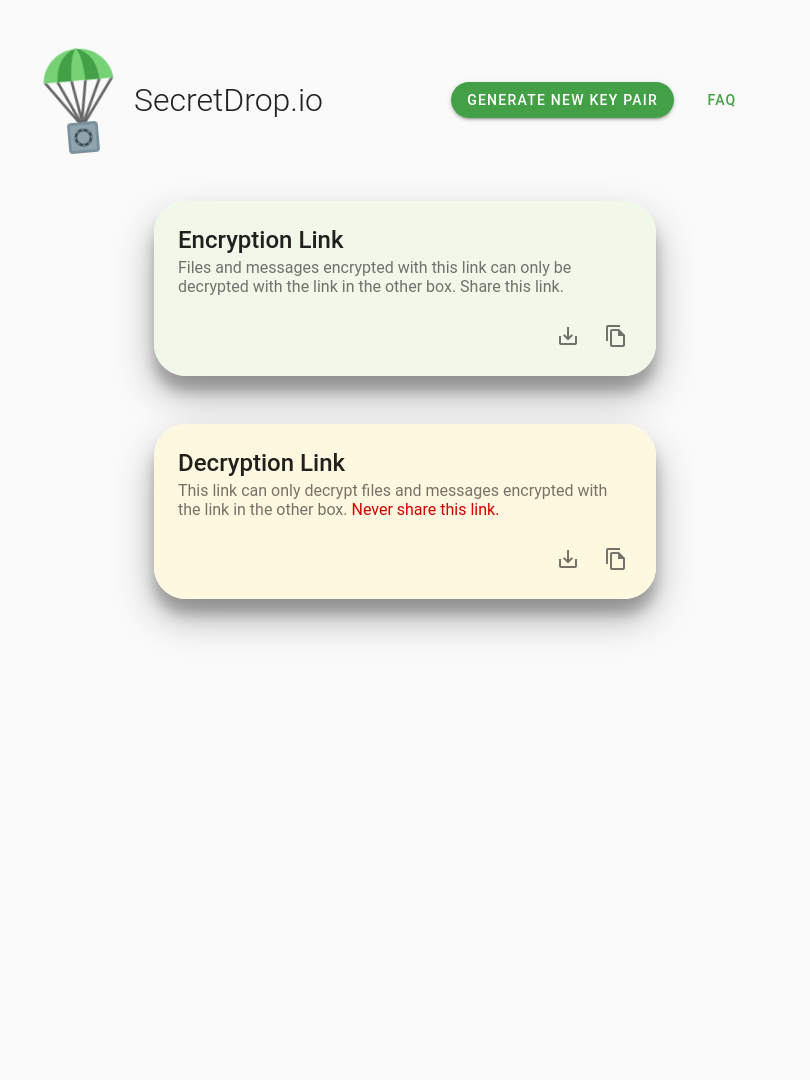 SecretDrop.io
GENERATE NEW KEY PAIR
FAQ
Encryption Link
Files and messages encrypted with this link can only be
decrypted with the link in the other box. Share this link.
Decryption Link
This link can only decrypt files and messages encrypted with
the link in the other box. Never share this link.